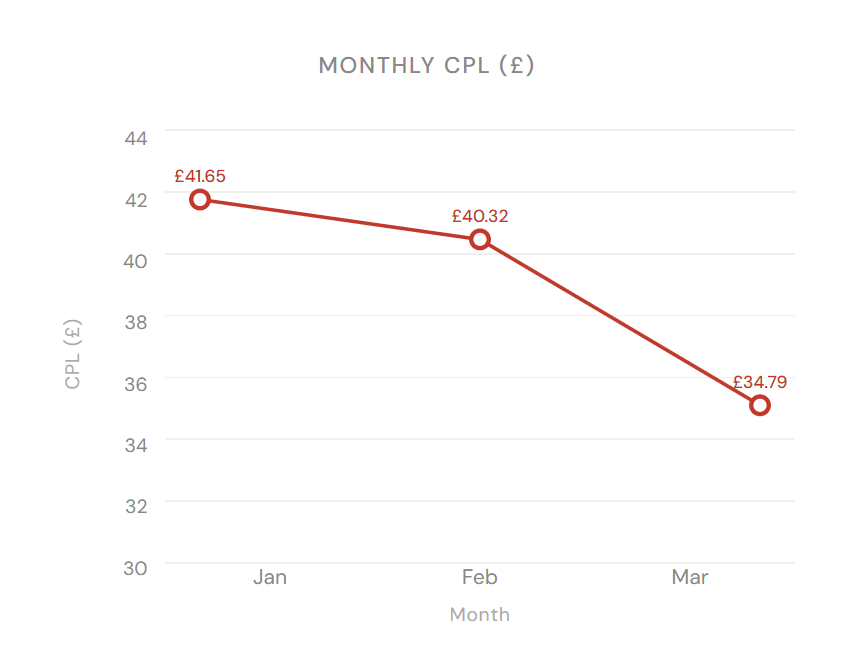 MONTHLY CPL (£)
44
£41.65
42
£40.32
40
38
36
£34.79
34
32
30
CPL (£)
Jan
Feb
Mar
Month